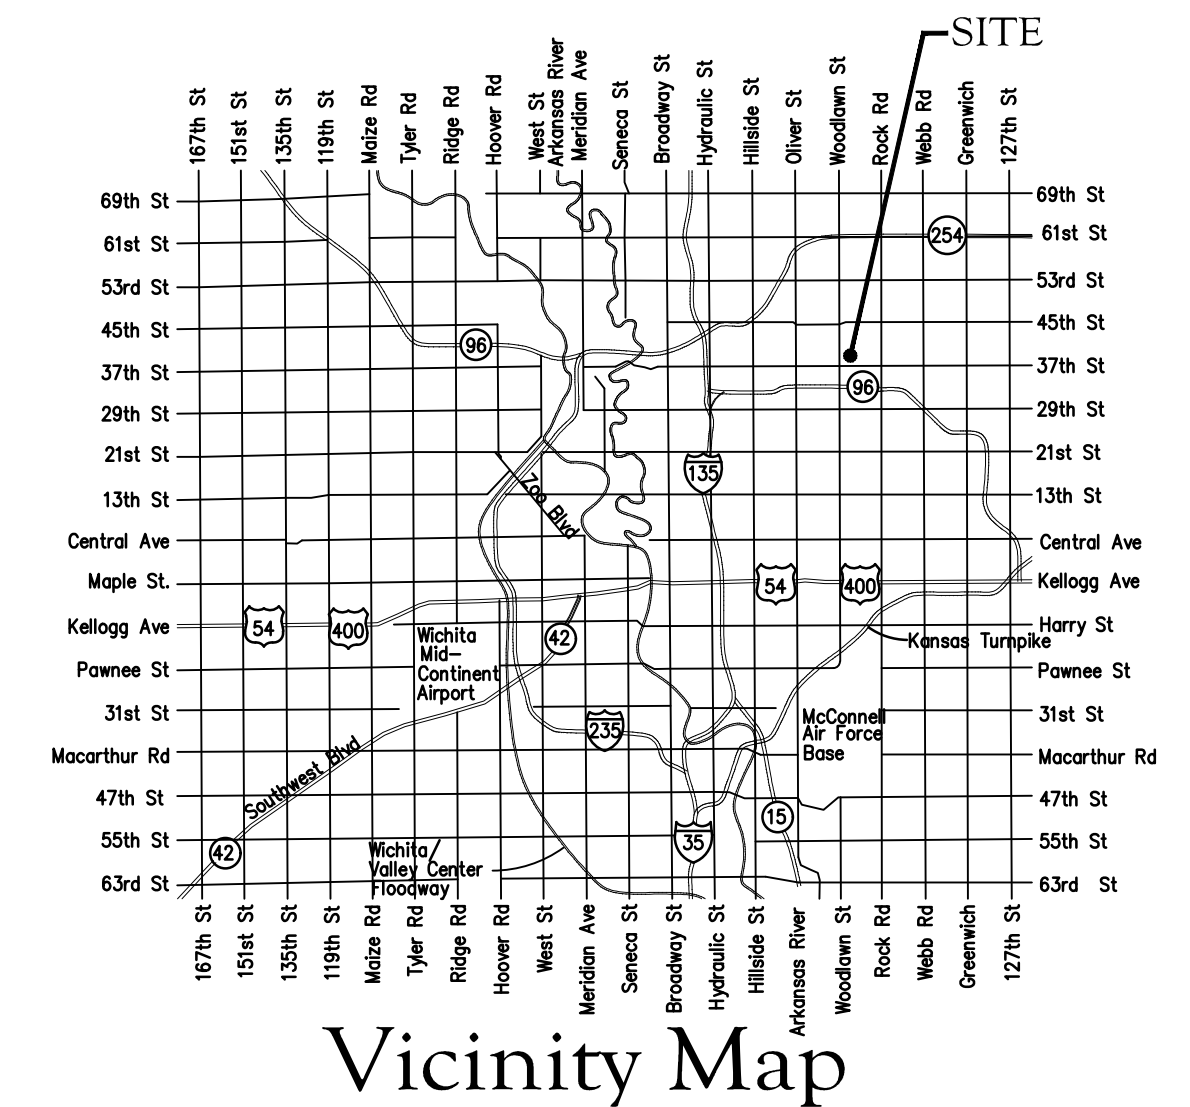 SITE
167th St
151st St
135th St
119th St
Maize Rd
Tyler Rd
Ridge Rd
Hoover Rd
West St
Arkansas River
Meridian Ave
Seneca St
Broadway St
Hydraulic St
Hillside St
Oliver St
Woodlawn St
Rock Rd
Webb Rd
Greenwich
127th St
69th St
69th St
61st St
254
61st St
53rd St
53rd St
45th St
45th St
96
37th St
37th St
96
29th St
29th St
21st St
21st St
135
13th St
13th St
Zoo Blvd
Central Ave
Central Ave
Maple St.
54
400
Kellogg Ave
Kellogg Ave
54
400
Harry St
Wichita
Mid-
Continent
Airport
42
Kansas Turnpike
Pawnee St
Pawnee St
31st St
31st St
McConnell
Air Force
Base
235
Macarthur Rd
Macarthur Rd
Southwest Blvd
47th St
47th St
15
55th St
55th St
42
35
Wichita/
Valley Center
Floodway
63rd St
63rd St
167th St
151st St
135th St
119th St
Maize Rd
Tyler Rd
Ridge Rd
Hoover Rd
West St
Meridian Ave
Seneca St
Broadway St
Hydraulic St
Hillside St
Arkansas River
Woodlawn St
Rock Rd
Webb Rd
Greenwich
127th St
Vicinity Map